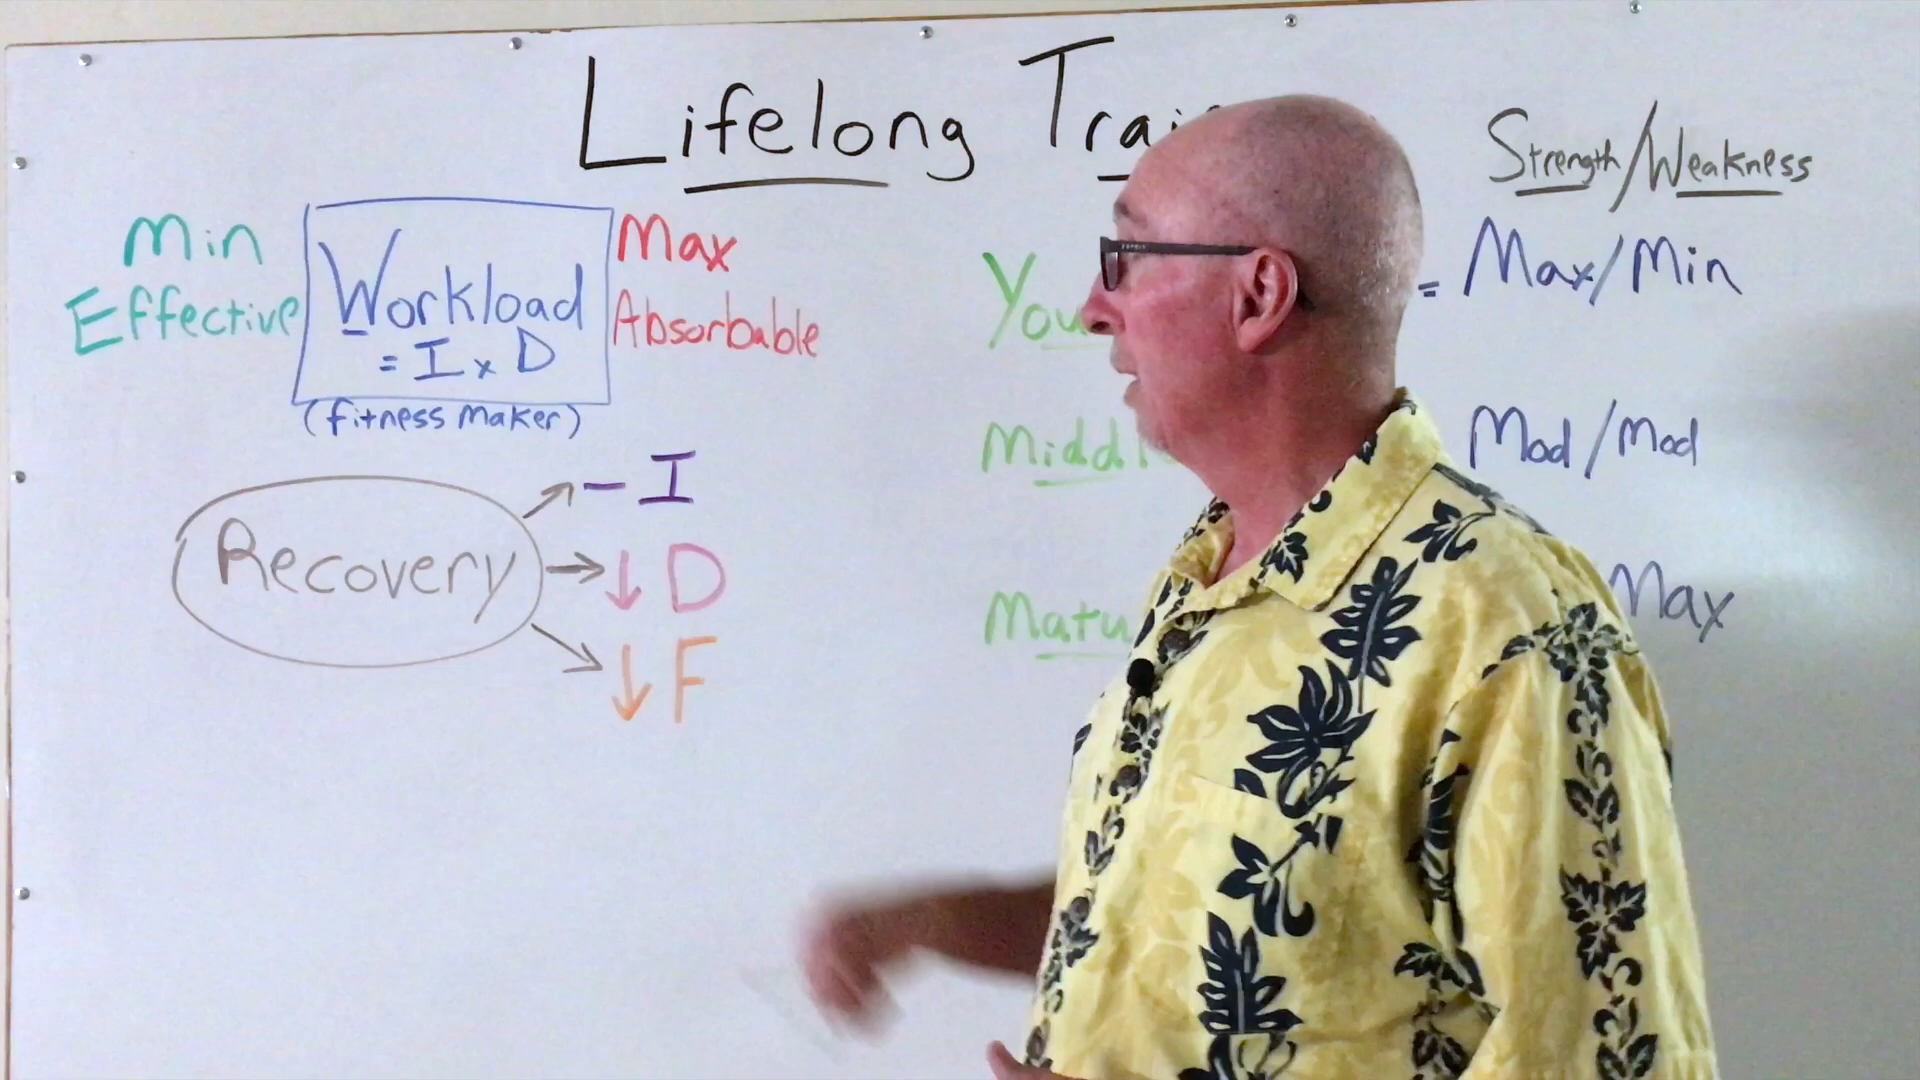 Lifelong
Strength/Weakness
Min
Effective
Workload
= I x D
(fitness maker)
Max
Absorbable
= Max/Min
Mod/Mod
Max
Recovery
- I
↓ D
↓ F